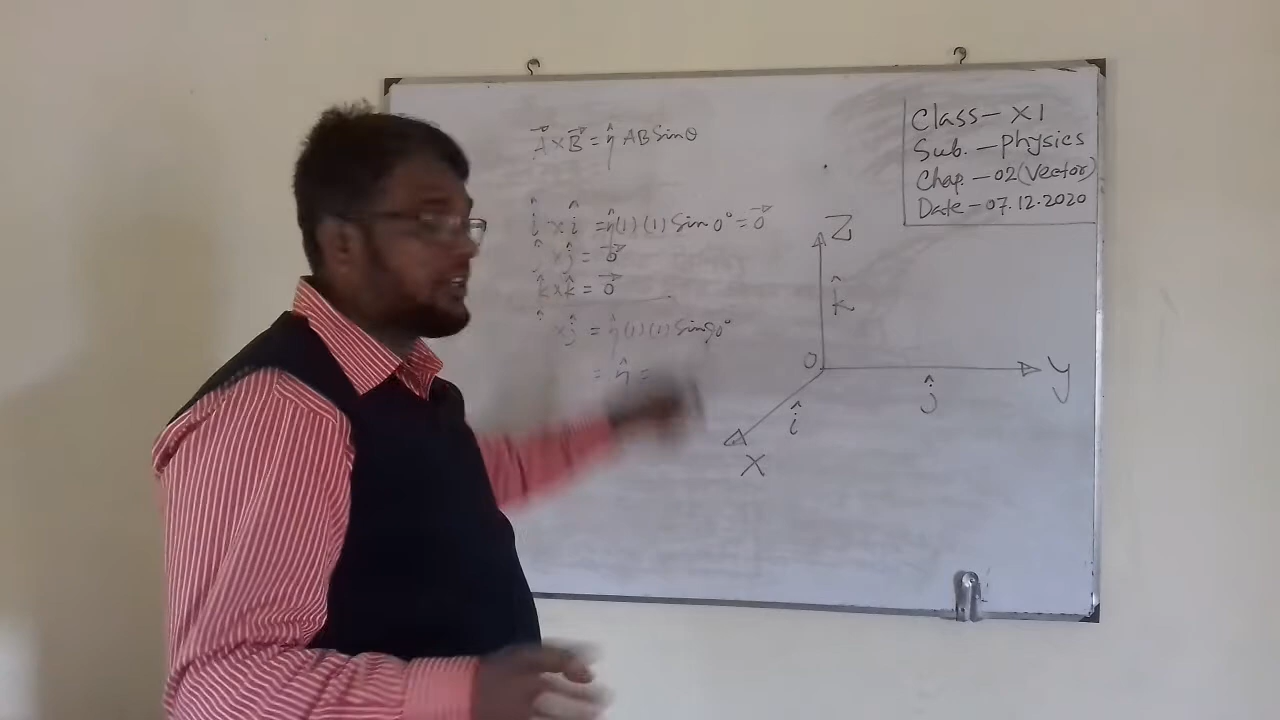 A⃗ × B⃗ = η̂ AB Sin θ
î × î = η̂ (1) (1) Sin 0° = 0⃗
ĵ × ĵ = 0⃗
k̂ × k̂ = 0⃗
× ĵ = η̂ (1) (1) Sin 90°
= η̂ =
Class - XI
Sub. - Physics
Chap. - 02 (Vector)
Date - 07.12.2020
Z
k̂
O
Y
ĵ
î
X